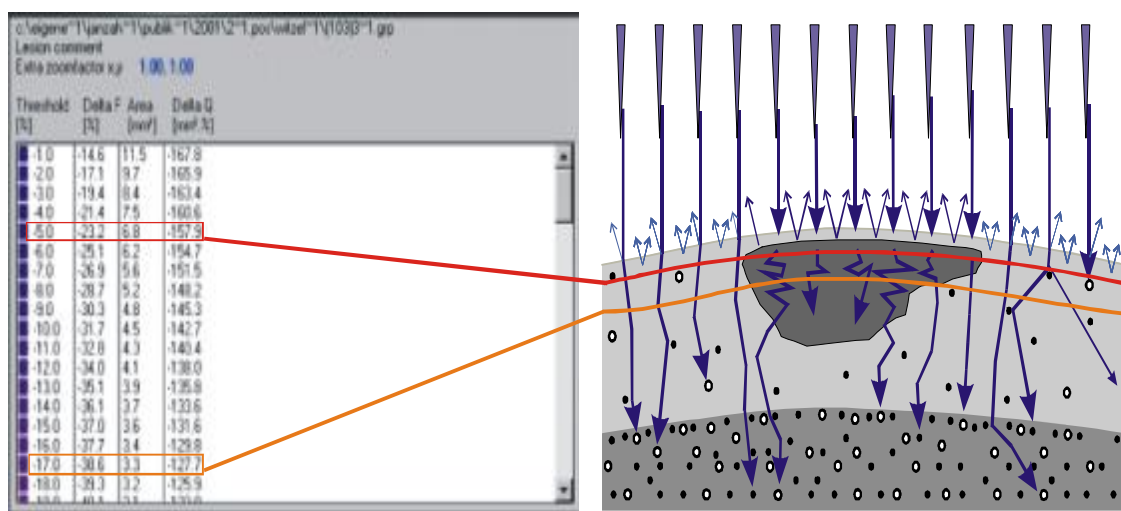 Lesion comment
Extra zoomfactor x,y 1.00, 1.00
Threshold Delta F Area Delta Q
[%] [%] [mm²] [mm².%]
-1.0 -14.6 11.5 -167.8
-2.0 -17.1 9.7 -165.9
-3.0 -19.4 8.4 -163.4
-4.0 -21.4 7.5 -160.6
-5.0 -23.2 6.8 -157.9
-6.0 -25.1 6.2 -154.7
-7.0 -26.9 5.6 -151.5
-8.0 -28.7 5.2 -148.2
-9.0 -30.3 4.8 -145.3
-10.0 -31.7 4.5 -142.7
-11.0 -32.8 4.3 -140.4
-12.0 -34.0 4.1 -138.0
-13.0 -35.1 3.9 -135.8
-14.0 -36.1 3.7 -133.6
-15.0 -37.0 3.6 -131.6
-16.0 -37.7 3.4 -129.8
-17.0 -38.6 3.3 -127.7
-18.0 -39.3 3.2 -125.9